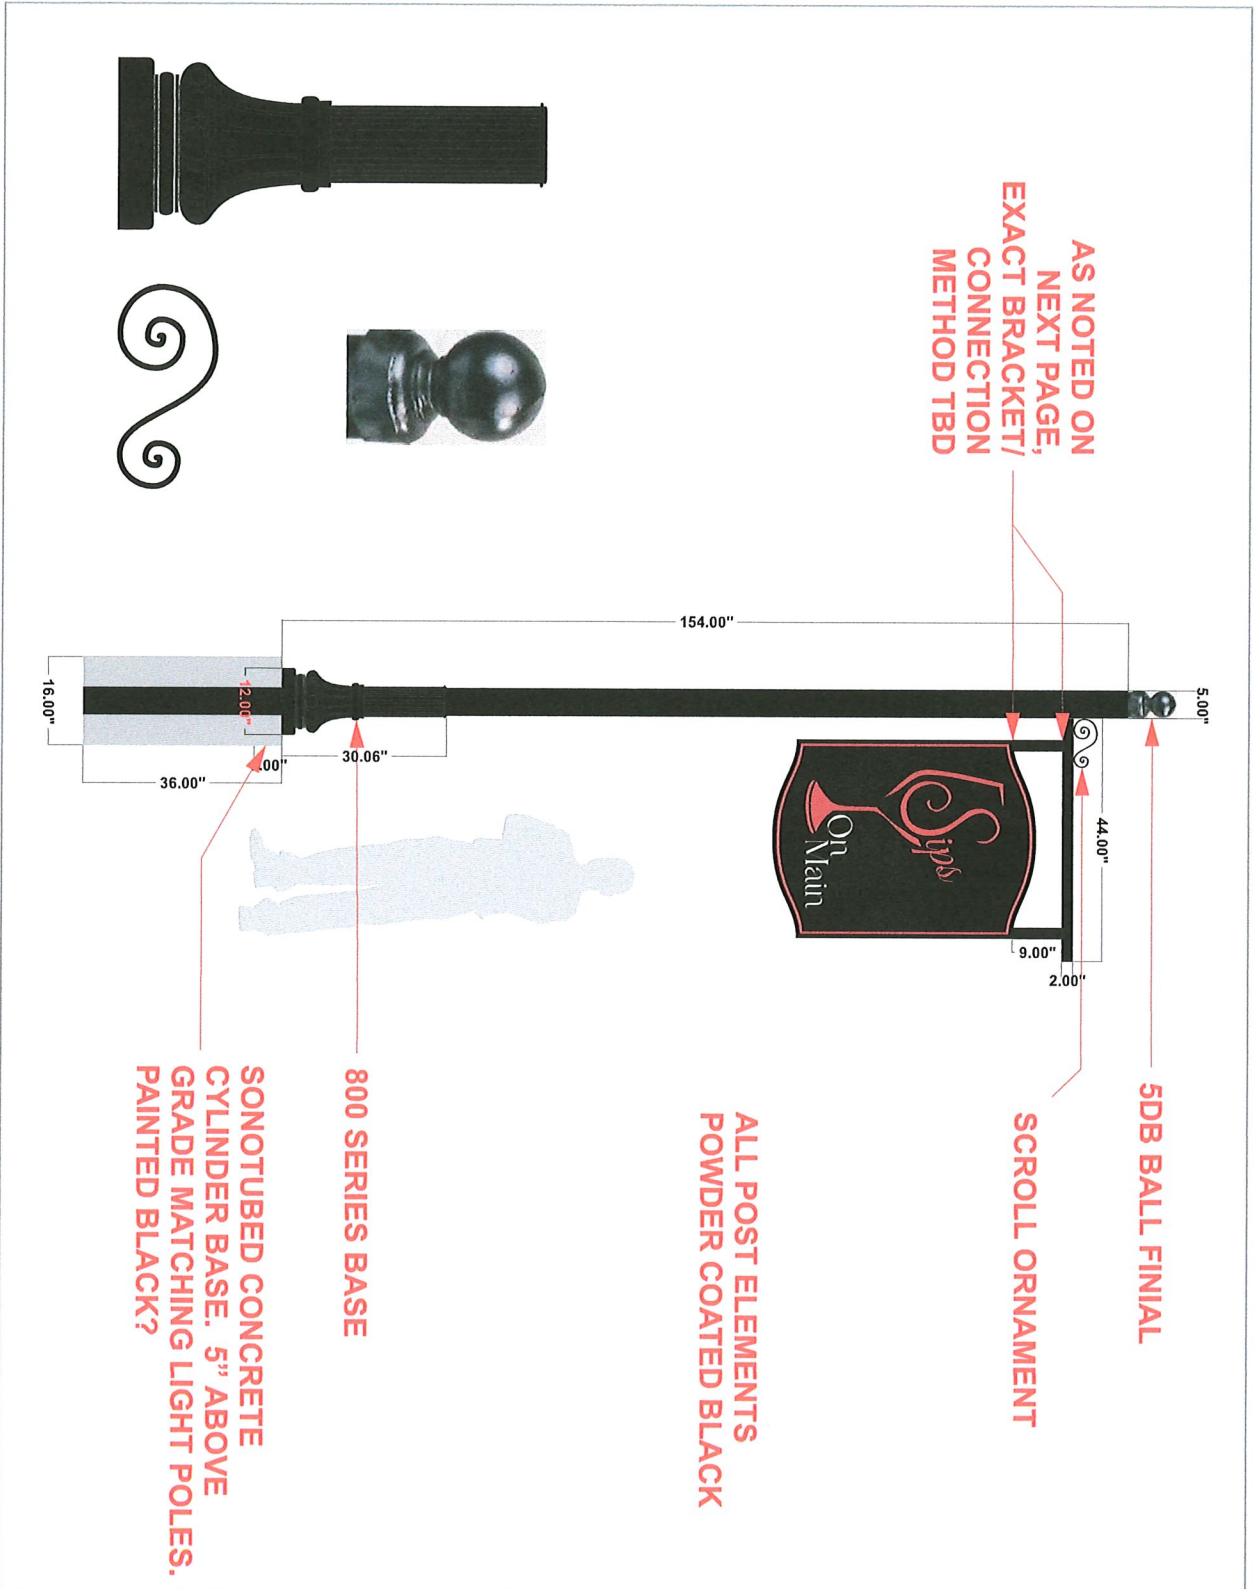 AS NOTED ON
NEXT PAGE,
EXACT BRACKET/
CONNECTION
METHOD TBD
5DB BALL FINIAL
SCROLL ORNAMENT
ALL POST ELEMENTS
POWDER COATED BLACK
800 SERIES BASE
SONOTUBED CONCRETE
CYLINDER BASE. 5” ABOVE
GRADE MATCHING LIGHT POLES.
PAINTED BLACK?
5.00"
44.00"
9.00"
2.00"
154.00"
Sips
On
Main
30.06"
.00"
12.00"
36.00"
16.00"